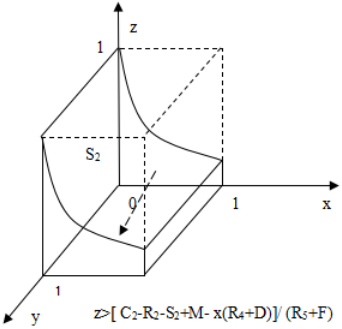 z
1
S₂
0
1
x
1
y
z>[ C₂-R₂-S₂+M- x(R₄+D)]/ (R₅+F)